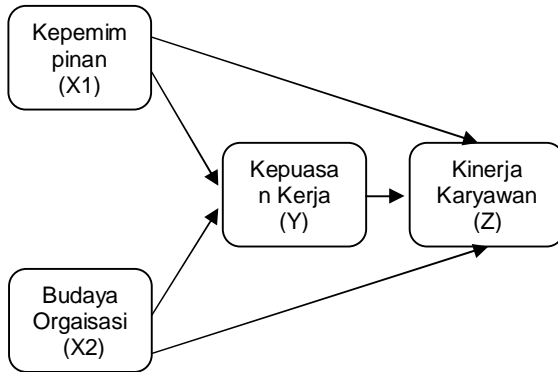 Kepemim
pinan
(X1)
Kepuasa
n Kerja
(Y)
Kinerja
Karyawan
(Z)
Budaya
Orgaisasi
(X2)